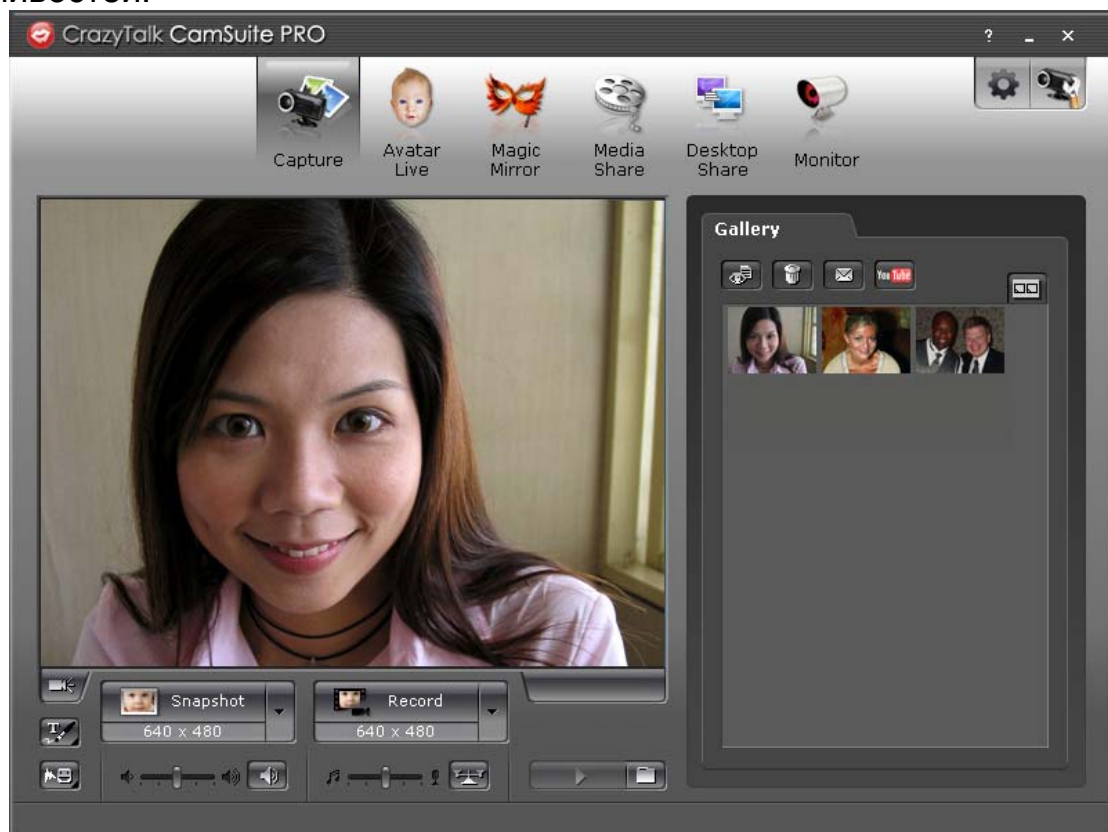 CrazyTalk CamSuite PRO
Capture
Avatar Live
Magic Mirror
Media Share
Desktop Share
Monitor
Gallery
You Tube
Snapshot
640 x 480
Record
640 x 480